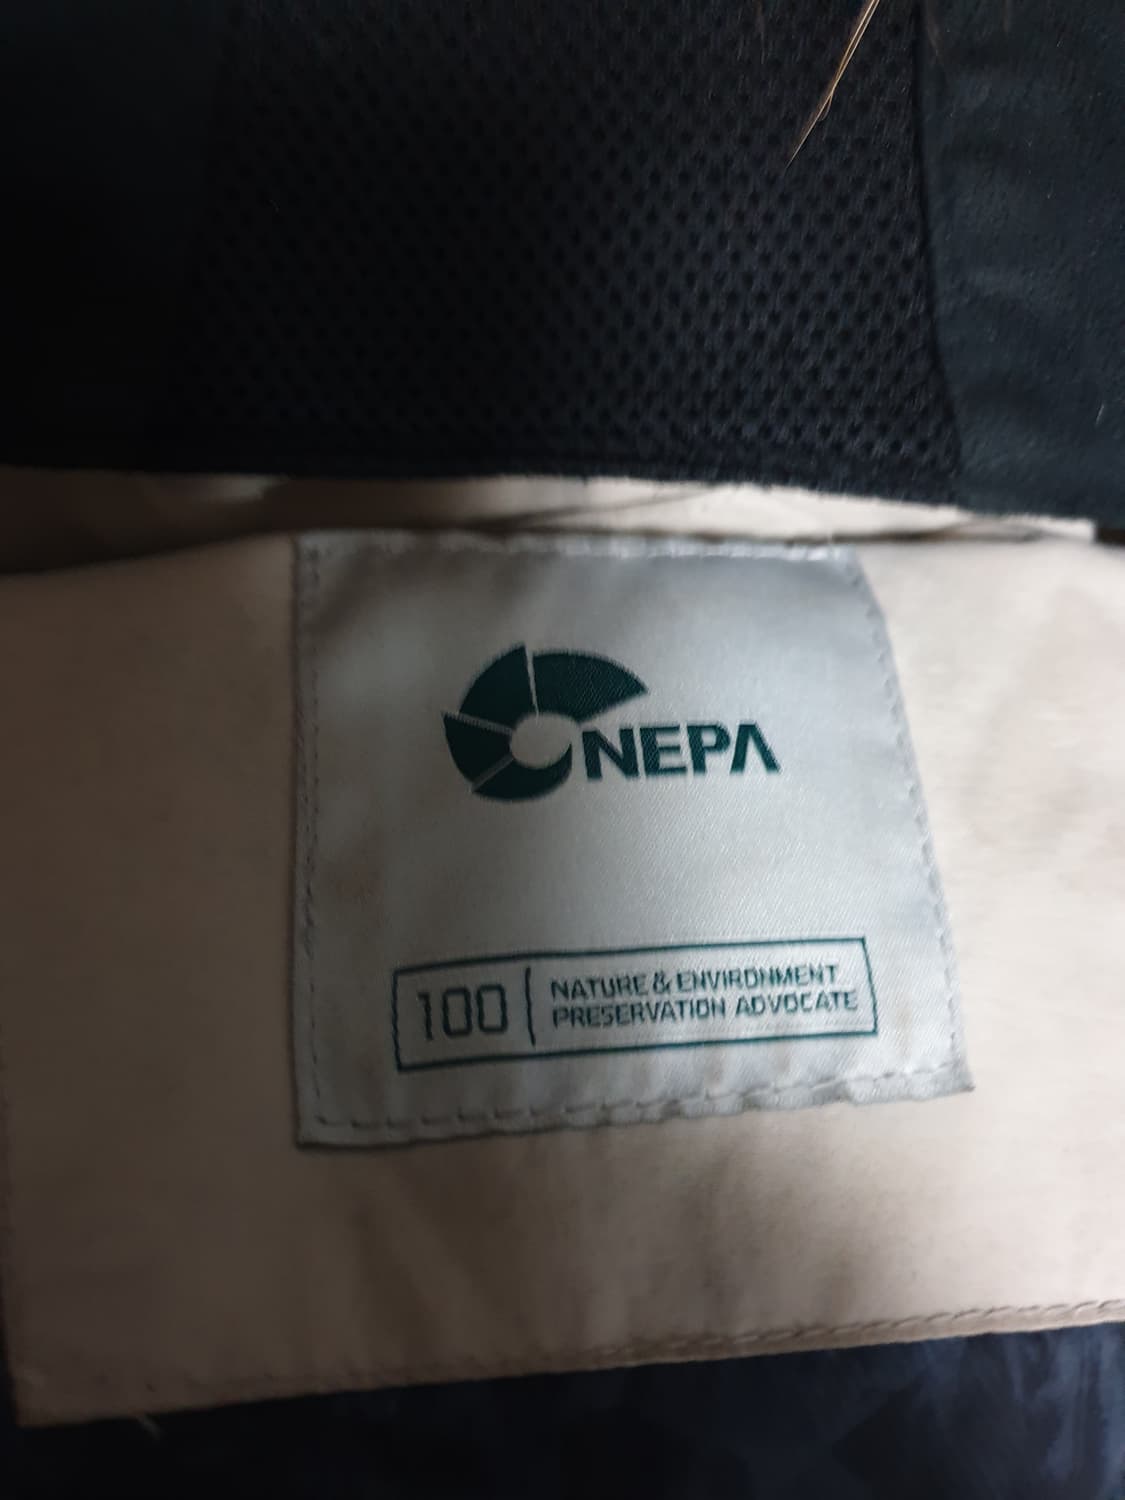 NEPA
100
NATURE & ENVIRONMENT
PRESERVATION ADVOCATE